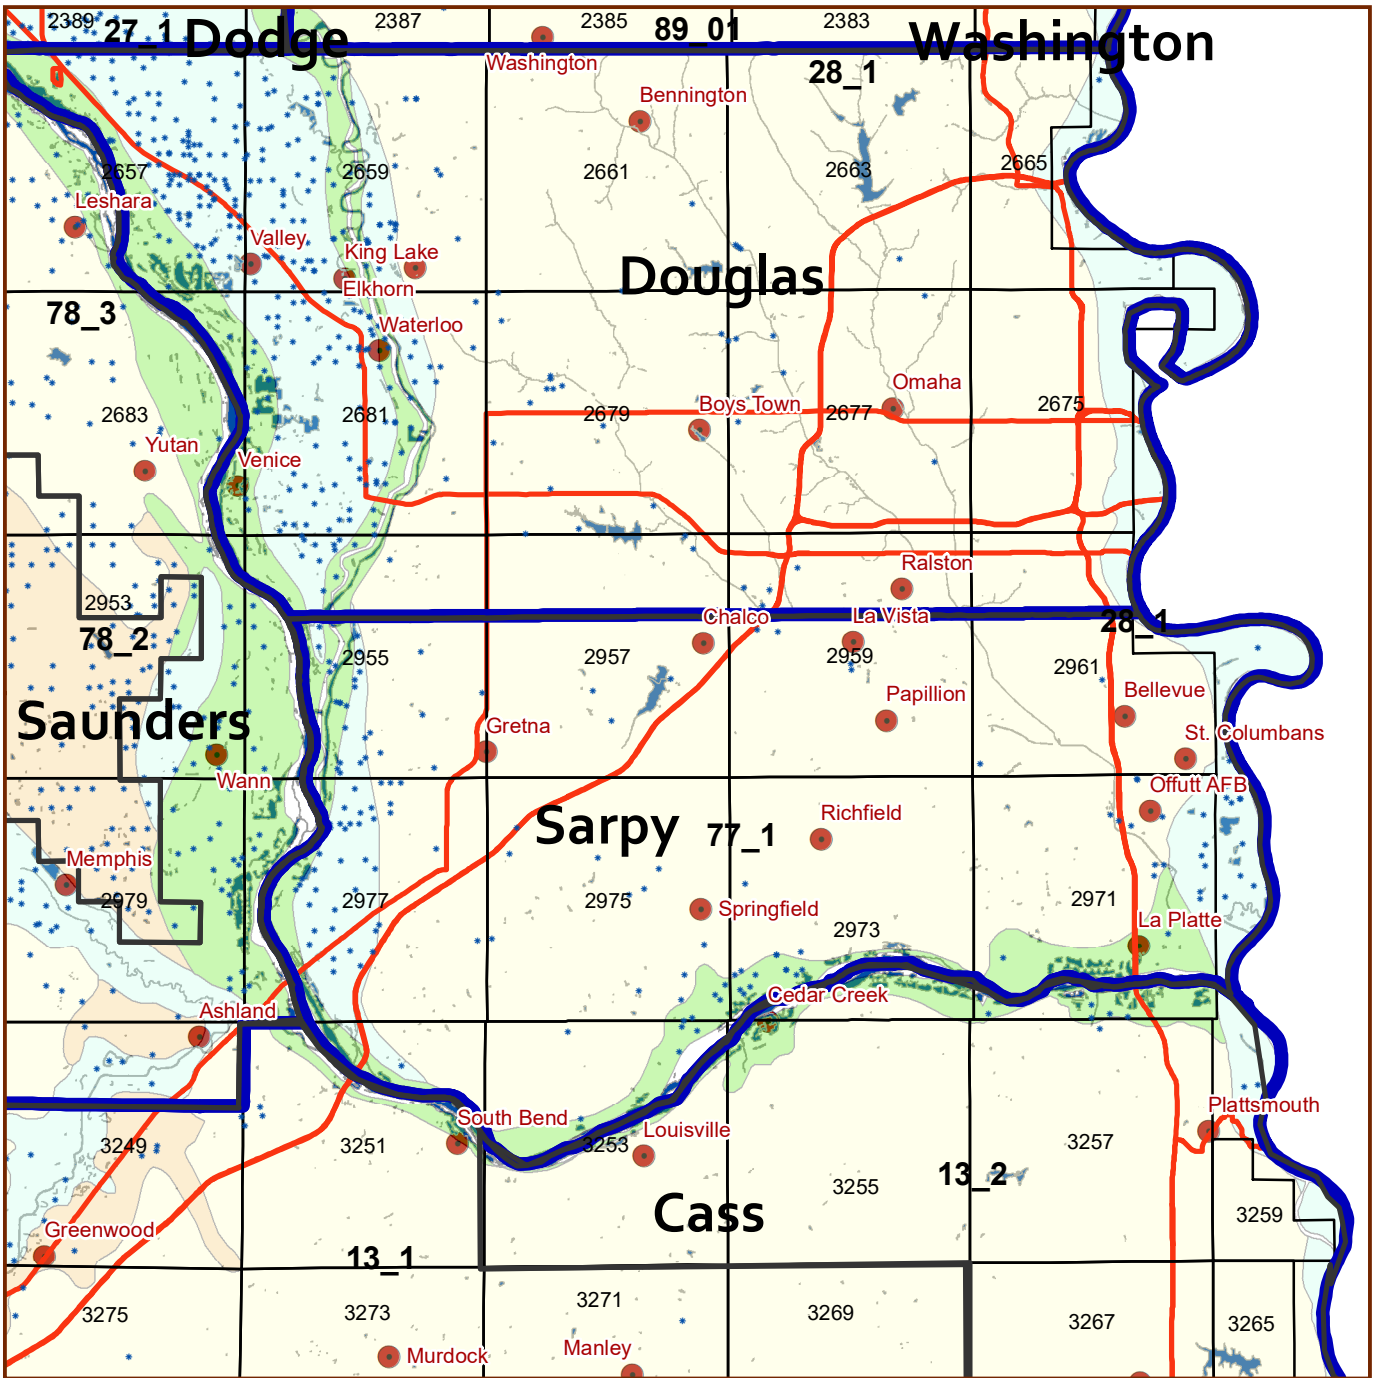 2389
27_1
Dodge
2387
2385
89_01
2383
Washington
Washington
28_1
Bennington
2657
2659
2661
2663
2665
Leshara
Valley
King Lake
Elkhorn
Douglas
78_3
Waterloo
Omaha
2683
2681
2679
Boys Town
2677
2675
Yutan
Venice
Ralston
2953
Chalco
La Vista
28_1
78_2
2955
2957
2959
2961
Saunders
Papillion
Bellevue
Gretna
St. Columbans
Wann
Offutt AFB
Sarpy
77_1
Richfield
Memphis
2979
2977
2975
Springfield
2973
2971
La Platte
Ashland
Cedar Creek
South Bend
Louisville
Plattsmouth
3249
3251
3253
3257
3255
13_2
Cass
3259
Greenwood
13_1
3275
3273
3271
3269
3267
3265
Murdock
Manley